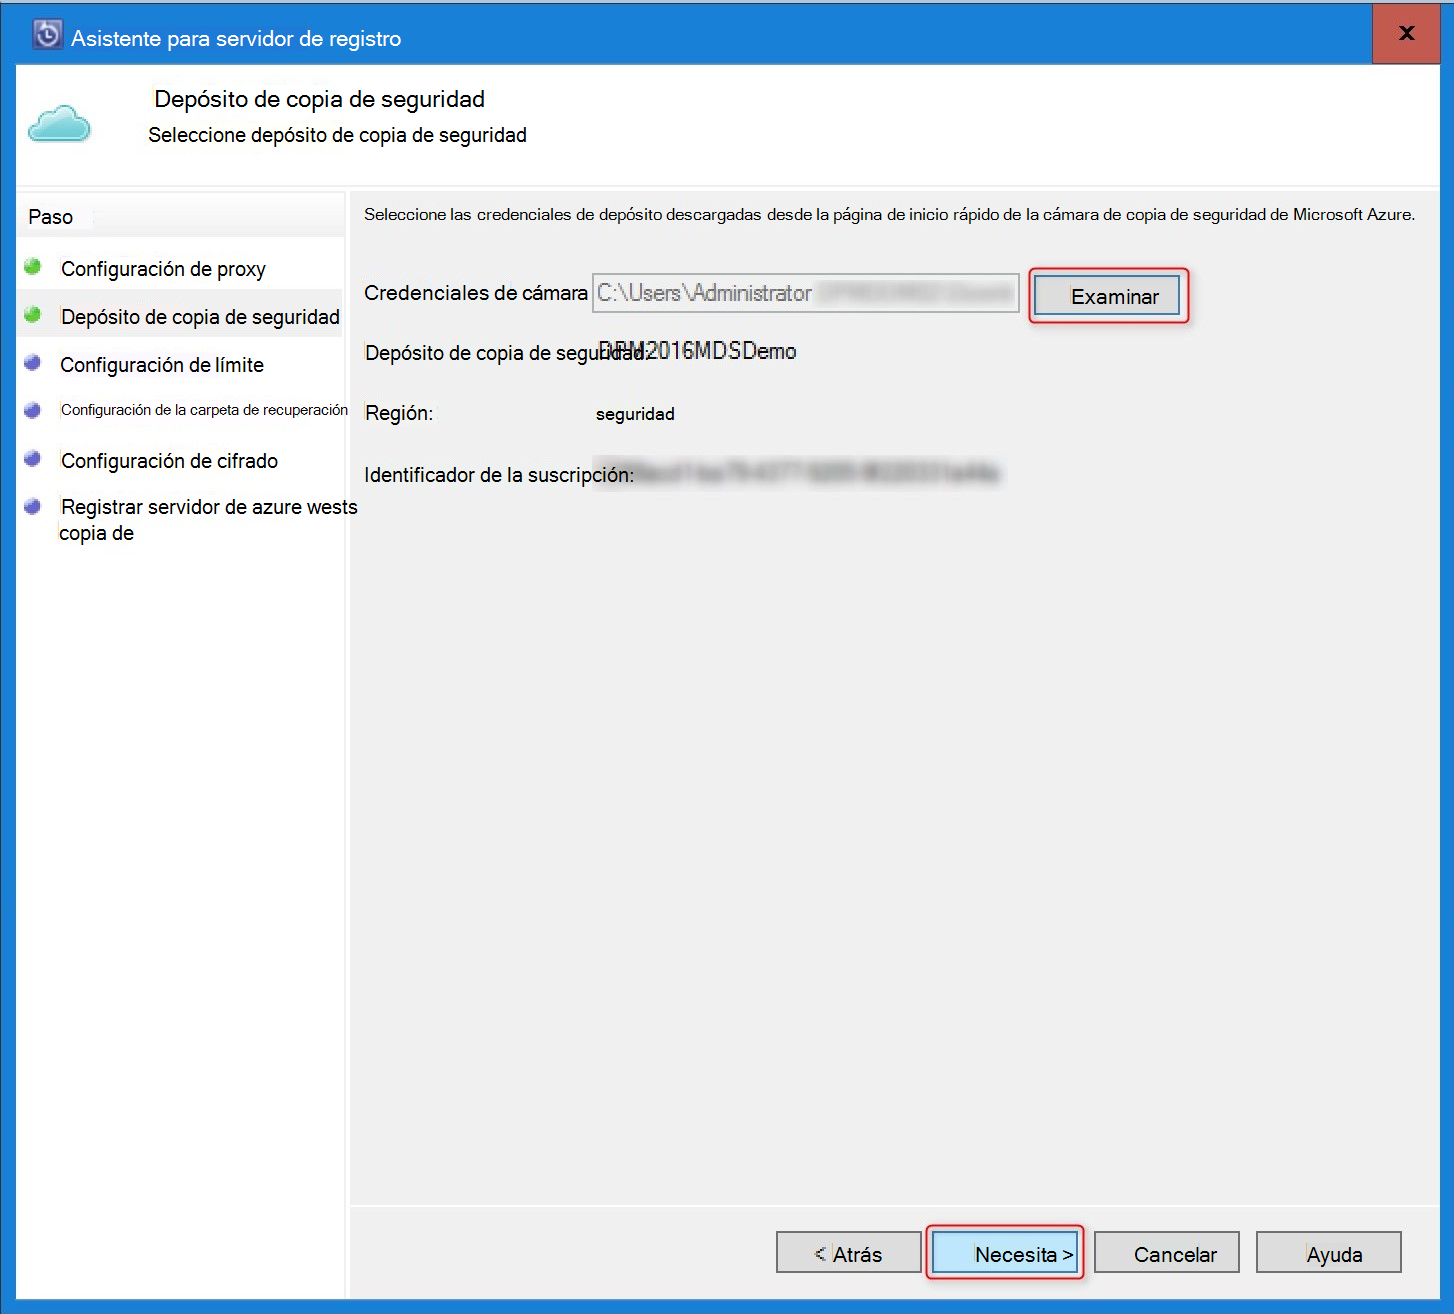 Asistente para servidor de registro
x
Depósito de copia de seguridad
Seleccione depósito de copia de seguridad
Paso
Configuración de proxy
Depósito de copia de seguridad
Configuración de límite
Configuración de la carpeta de recuperación
Configuración de cifrado
Registrar servidor de azure wests
copia de
Seleccione las credenciales de depósito descargadas desde la página de inicio rápido de la cámara de copia de seguridad de Microsoft Azure.
Credenciales de cámara C:\Users\Administrator Examinar
Depósito de copia de seguridad: DPM2016MDSDemo
Región: seguridad
Identificador de la suscripción:
< Atrás Necesita > Cancelar Ayuda